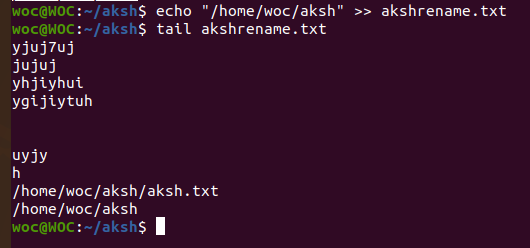 woc@WOC:~/aksh$ echo "/home/woc/aksh" >> akshrename.txt
woc@WOC:~/aksh$ tail akshrename.txt
yjuj7uj
jujuj
yhjiyhui
ygijiytuh
uyjy
h
/home/woc/aksh/aksh.txt
/home/woc/aksh
woc@WOC:~/aksh$